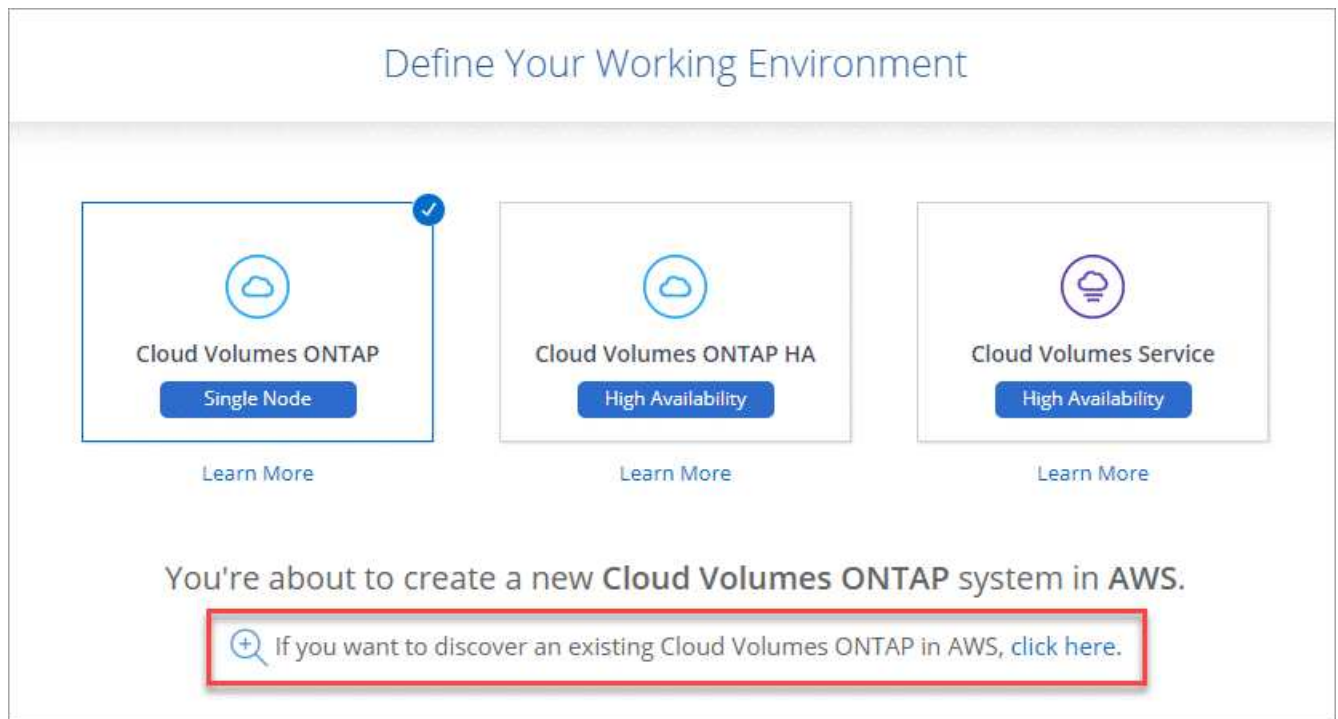 Define Your Working Environment
Cloud Volumes ONTAP
Single Node
Learn More
Cloud Volumes ONTAP HA
High Availability
Learn More
Cloud Volumes Service
High Availability
Learn More
You're about to create a new Cloud Volumes ONTAP system in AWS.
If you want to discover an existing Cloud Volumes ONTAP in AWS, click here.